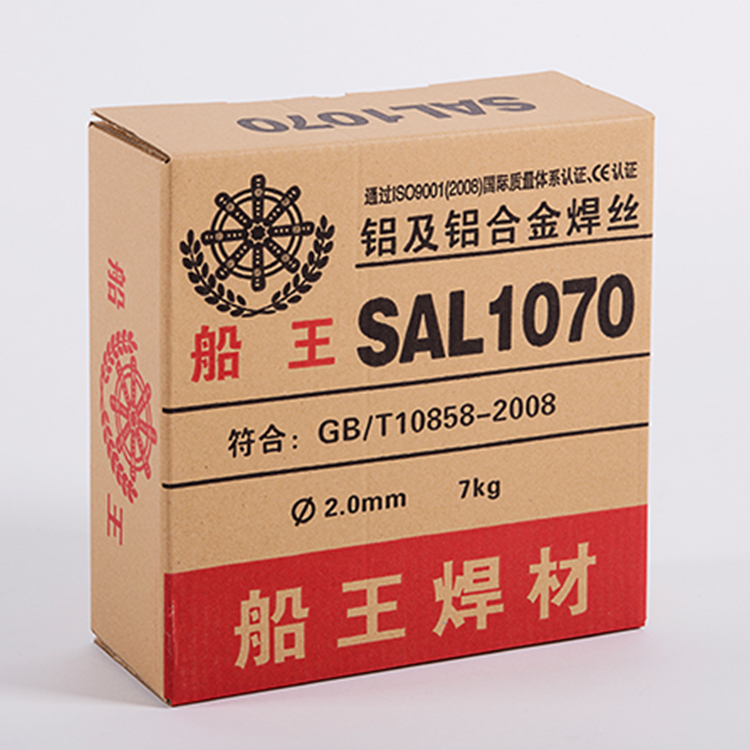 SAL1070
通过ISO9001(2008)国际质量体系认证、CE认证
铝及铝合金焊丝
船王
SAL1070
符合：GB/T10858-2008
Ø 2.0mm 7kg
船王焊材
船
王